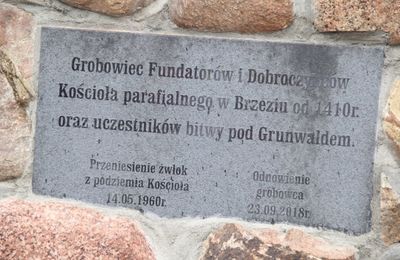 Grobowiec Fundatorów i Dobroczyńców
Kościoła parafialnego w Brzeziu od 1410r.
oraz uczestników bitwy pod Grunwaldem.
Przeniesienie zwłok
z podziemia Kościoła
14.05.1960r.
Odnowienie
grobowca
23.09.2018r.